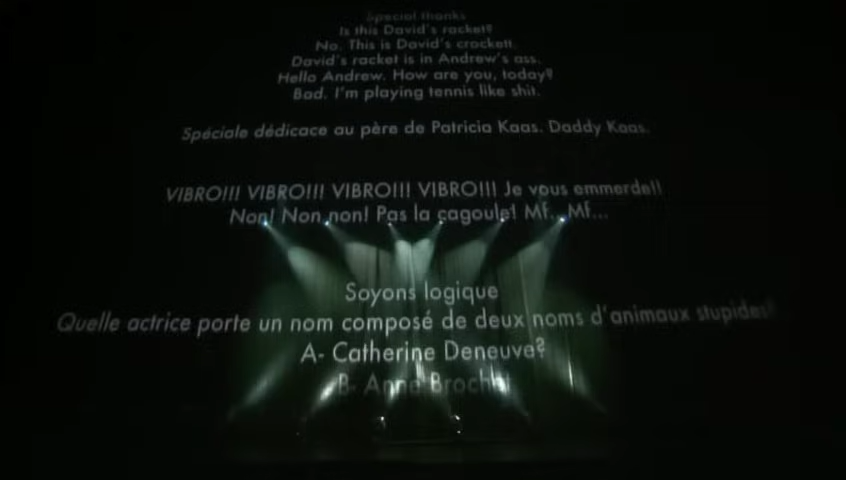 Special thanks
Is this David's racket?
No. This is David's crockett.
David's racket is in Andrew's ass.
Hello Andrew. How are you, today?
Bad. I'm playing tennis like shit.
Spéciale dédicace au père de Patricia Kaas. Daddy Kaas.
VIBRO!!! VIBRO!!! VIBRO!!! VIBRO!!! Je vous emmerde!!
Non! Non non! Pas la cagoule! Mf... Mf...
Soyons logique
Quelle actrice porte un nom composé de deux noms d'animaux stupides?
A- Catherine Deneuve?
B- Anne Brochet